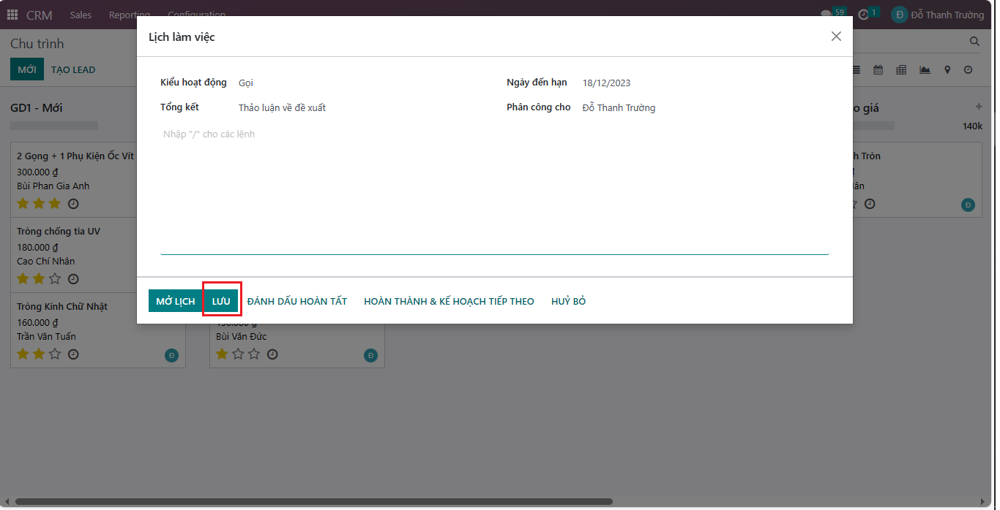 CRM Sales Reporting Configuration 59 1 Đ Đỗ Thanh Trường
Chu trình
MỚI TẠO LEAD
Lịch làm việc
Kiểu hoạt động Gọi Ngày đến hạn 18/12/2023
Tổng kết Thảo luận về đề xuất Phân công cho Đỗ Thanh Trường
Nhập "/" cho các lệnh
MỞ LỊCH LƯU ĐÁNH DẤU HOÀN TẤT HOÀN THÀNH & KẾ HOẠCH TIẾP THEO HUỶ BỎ
GD1 - Mới
2 Gọng + 1 Phụ Kiện Ốc Vít
300.000 ₫
Bùi Phan Gia Anh
Tròng chống tia UV
180.000 ₫
Cao Chí Nhân
Tròng Kính Chữ Nhật
160.000 ₫
Trần Văn Tuấn
Đ
Bùi Văn Đức
Đ
giá +
140k
Tròn
Đ